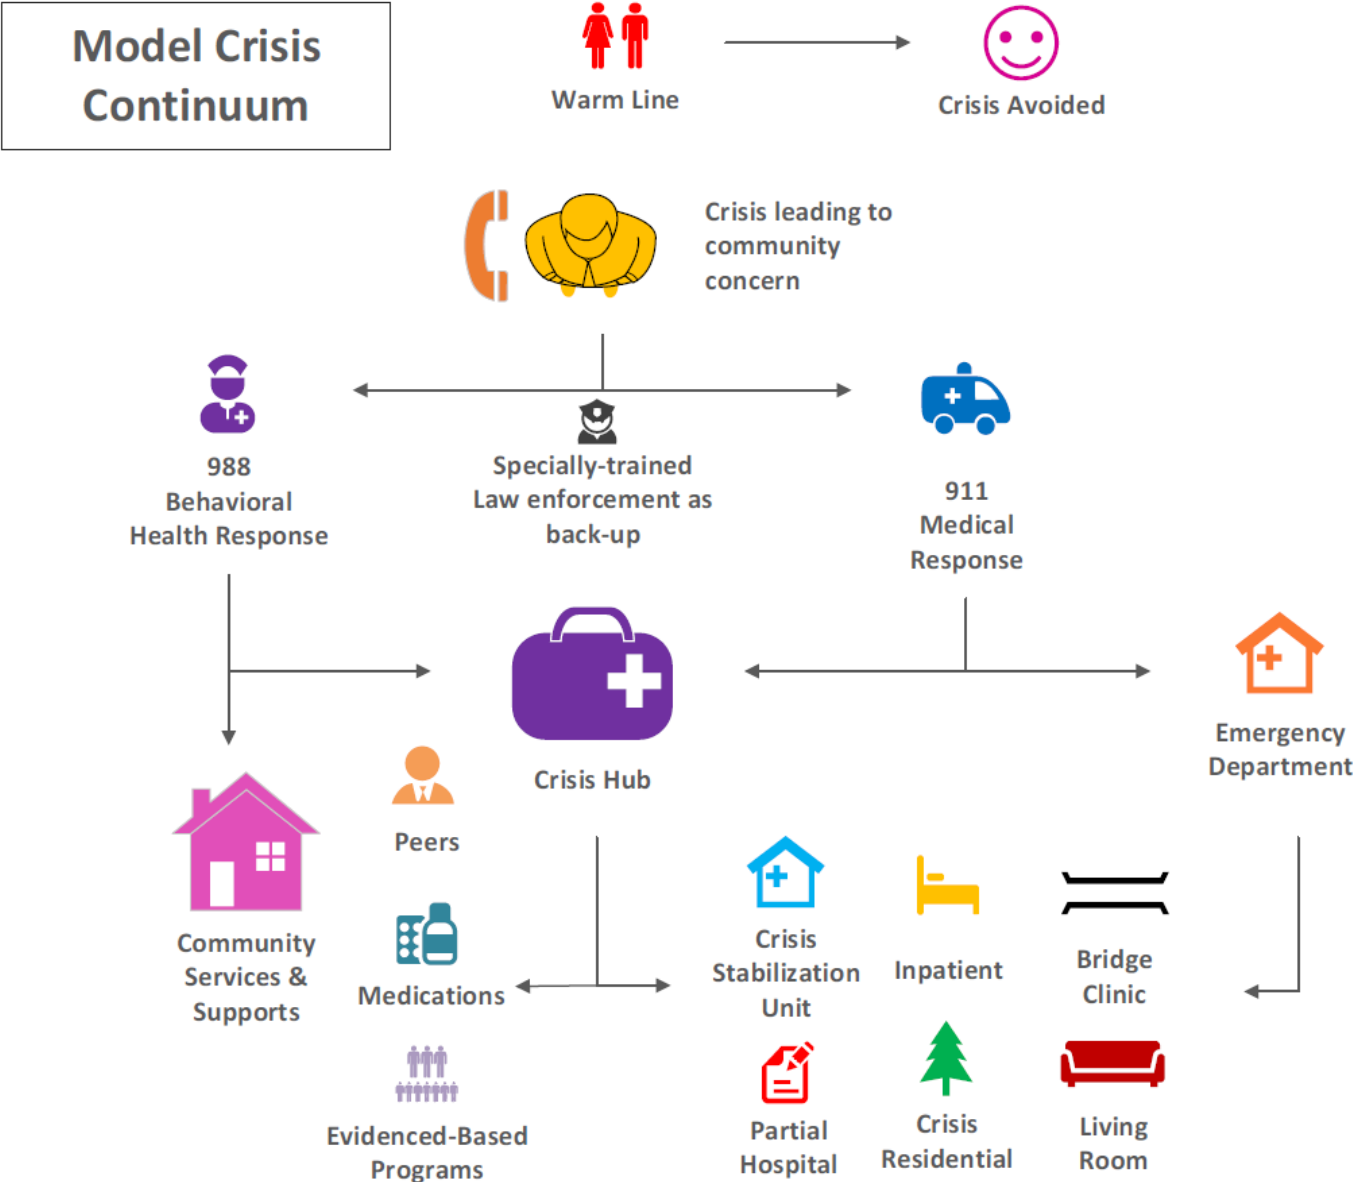 Model Crisis
Continuum
Warm Line
Crisis Avoided
Crisis leading to
community
concern
988
Behavioral
Health Response
Specially-trained
Law enforcement as
back-up
911
Medical
Response
Crisis Hub
Emergency
Department
Community
Services &
Supports
Peers
Medications
Evidenced-Based
Programs
Crisis
Stabilization
Unit
Inpatient
Bridge
Clinic
Partial
Hospital
Crisis
Residential
Living
Room